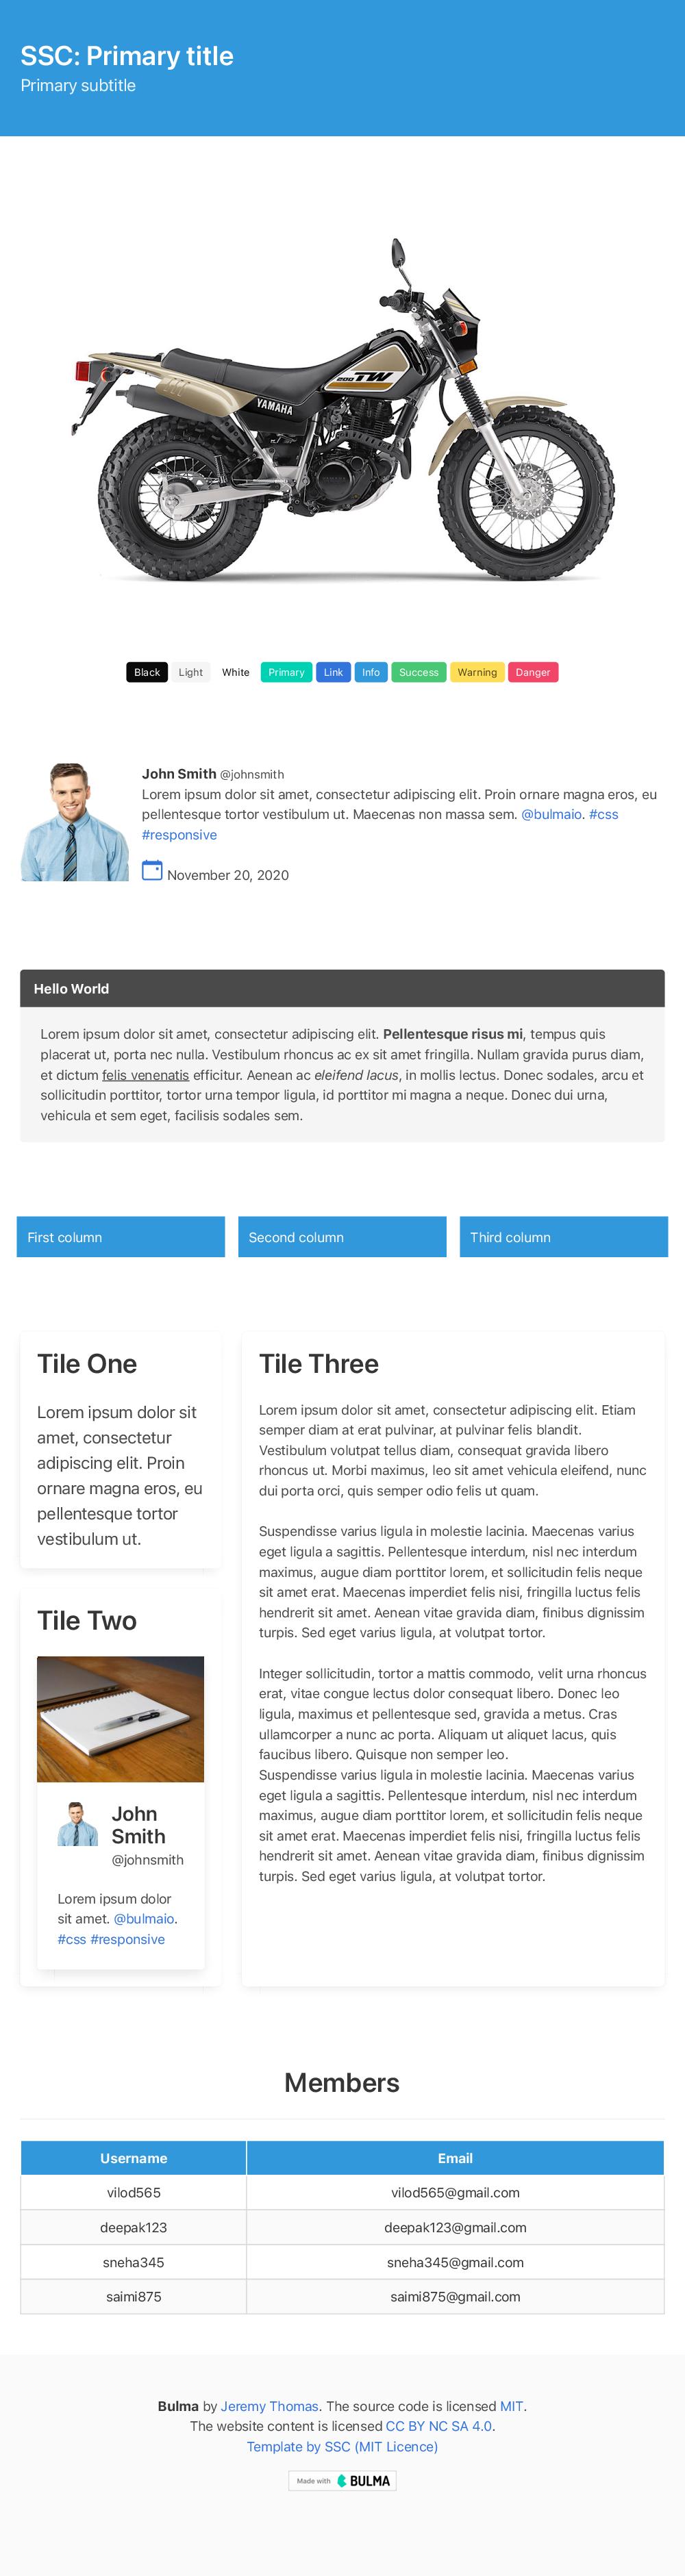 SSC: Primary title
Primary subtitle
200 TW
YAMAHA
Black Light White Primary Link Info Success Warning Danger
John Smith @johnsmith
Lorem ipsum dolor sit amet, consectetur adipiscing elit. Proin ornare magna eros, eu
pellentesque tortor vestibulum ut. Maecenas non massa sem. @bulmaio. #css
#responsive
November 20, 2020
Hello World
Lorem ipsum dolor sit amet, consectetur adipiscing elit. Pellentesque risus mi, tempus quis
placerat ut, porta nec nulla. Vestibulum rhoncus ac ex sit amet fringilla. Nullam gravida purus diam,
et dictum felis venenatis efficitur. Aenean ac eleifend lacus, in mollis lectus. Donec sodales, arcu et
sollicitudin porttitor, tortor urna tempor ligula, id porttitor mi magna a neque. Donec dui urna,
vehicula et sem eget, facilisis sodales sem.
First column
Second column
Third column
Tile One
Lorem ipsum dolor sit
amet, consectetur
adipiscing elit. Proin
ornare magna eros, eu
pellentesque tortor
vestibulum ut.
Tile Two
John
Smith
@johnsmith
Lorem ipsum dolor
sit amet. @bulmaio.
#css #responsive
Tile Three
Lorem ipsum dolor sit amet, consectetur adipiscing elit. Etiam
semper diam at erat pulvinar, at pulvinar felis blandit.
Vestibulum volutpat tellus diam, consequat gravida libero
rhoncus ut. Morbi maximus, leo sit amet vehicula eleifend, nunc
dui porta orci, quis semper odio felis ut quam.
Suspendisse varius ligula in molestie lacinia. Maecenas varius
eget ligula a sagittis. Pellentesque interdum, nisl nec interdum
maximus, augue diam porttitor lorem, et sollicitudin felis neque
sit amet erat. Maecenas imperdiet felis nisi, fringilla luctus felis
hendrerit sit amet. Aenean vitae gravida diam, finibus dignissim
turpis. Sed eget varius ligula, at volutpat tortor.
Integer sollicitudin, tortor a mattis commodo, velit urna rhoncus
erat, vitae congue lectus dolor consequat libero. Donec leo
ligula, maximus et pellentesque sed, gravida a metus. Cras
ullamcorper a nunc ac porta. Aliquam ut aliquet lacus, quis
faucibus libero. Quisque non semper leo.
Suspendisse varius ligula in molestie lacinia. Maecenas varius
eget ligula a sagittis. Pellentesque interdum, nisl nec interdum
maximus, augue diam porttitor lorem, et sollicitudin felis neque
sit amet erat. Maecenas imperdiet felis nisi, fringilla luctus felis
hendrerit sit amet. Aenean vitae gravida diam, finibus dignissim
turpis. Sed eget varius ligula, at volutpat tortor.
Members
Username Email
vilod565 vilod565@gmail.com
deepak123 deepak123@gmail.com
sneha345 sneha345@gmail.com
saimi875 saimi875@gmail.com
Bulma by Jeremy Thomas. The source code is licensed MIT.
The website content is licensed CC BY NC SA 4.0.
Template by SSC (MIT Licence)
Made with BULMA